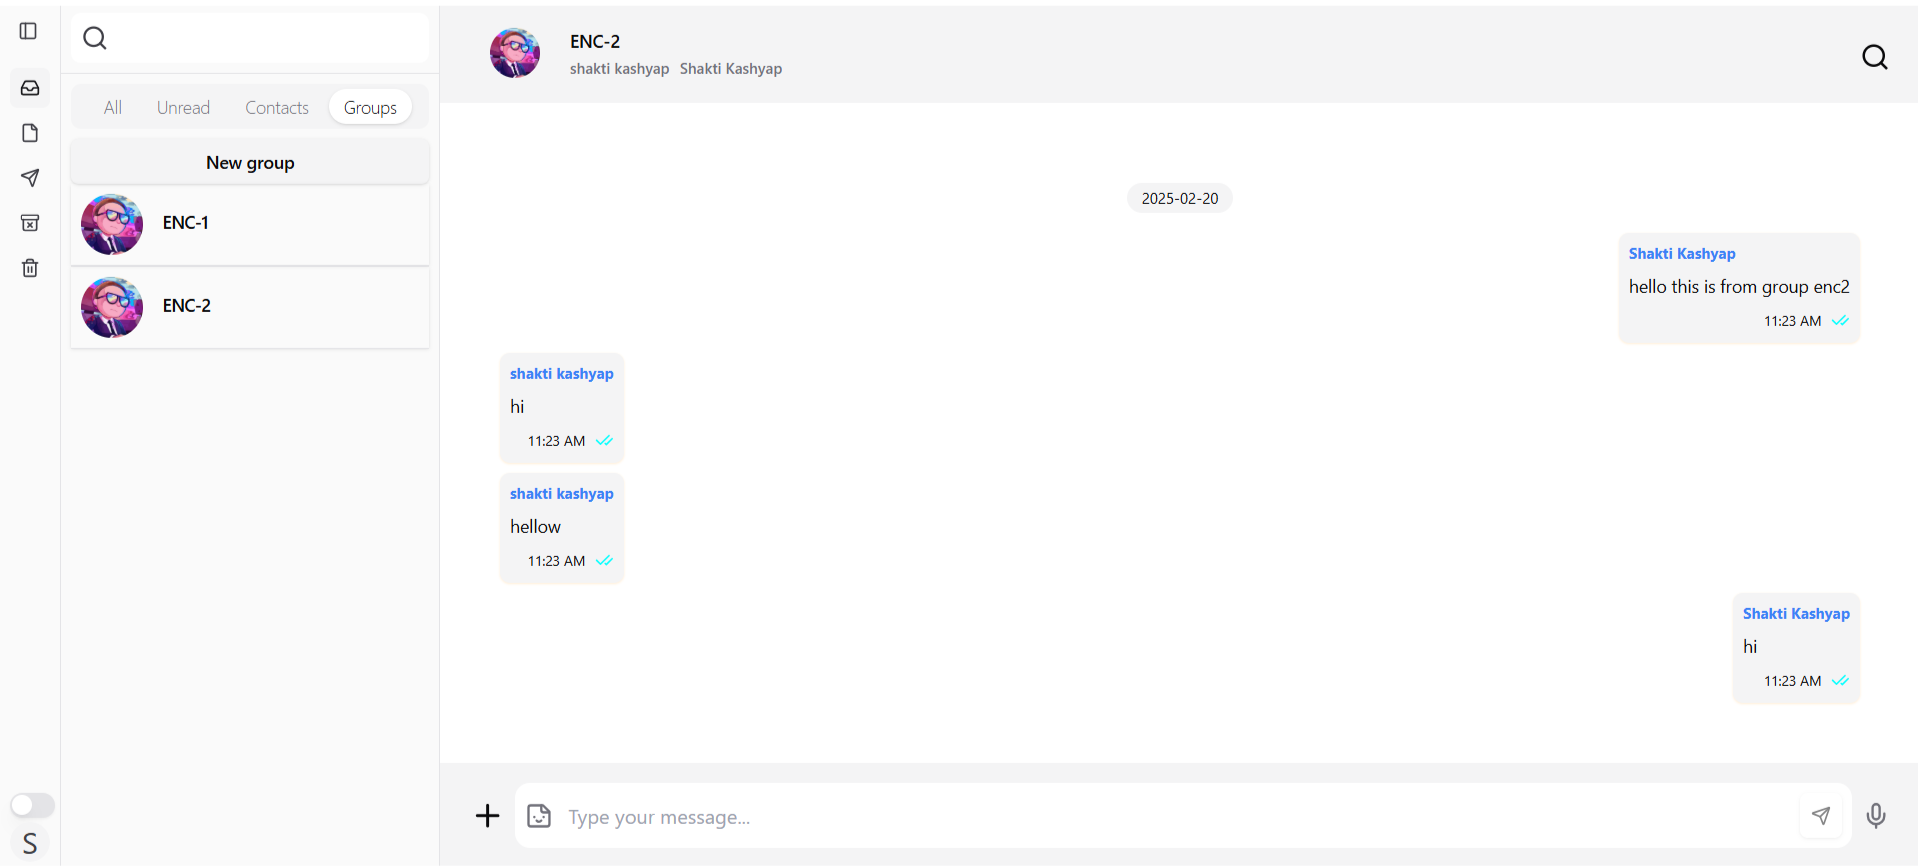 All Unread Contacts Groups
New group
ENC-1
ENC-2
S
ENC-2
shakti kashyap Shakti Kashyap
2025-02-20
Shakti Kashyap
hello this is from group enc2
11:23 AM
shakti kashyap
hi
11:23 AM
shakti kashyap
hellow
11:23 AM
Shakti Kashyap
hi
11:23 AM
Type your message...